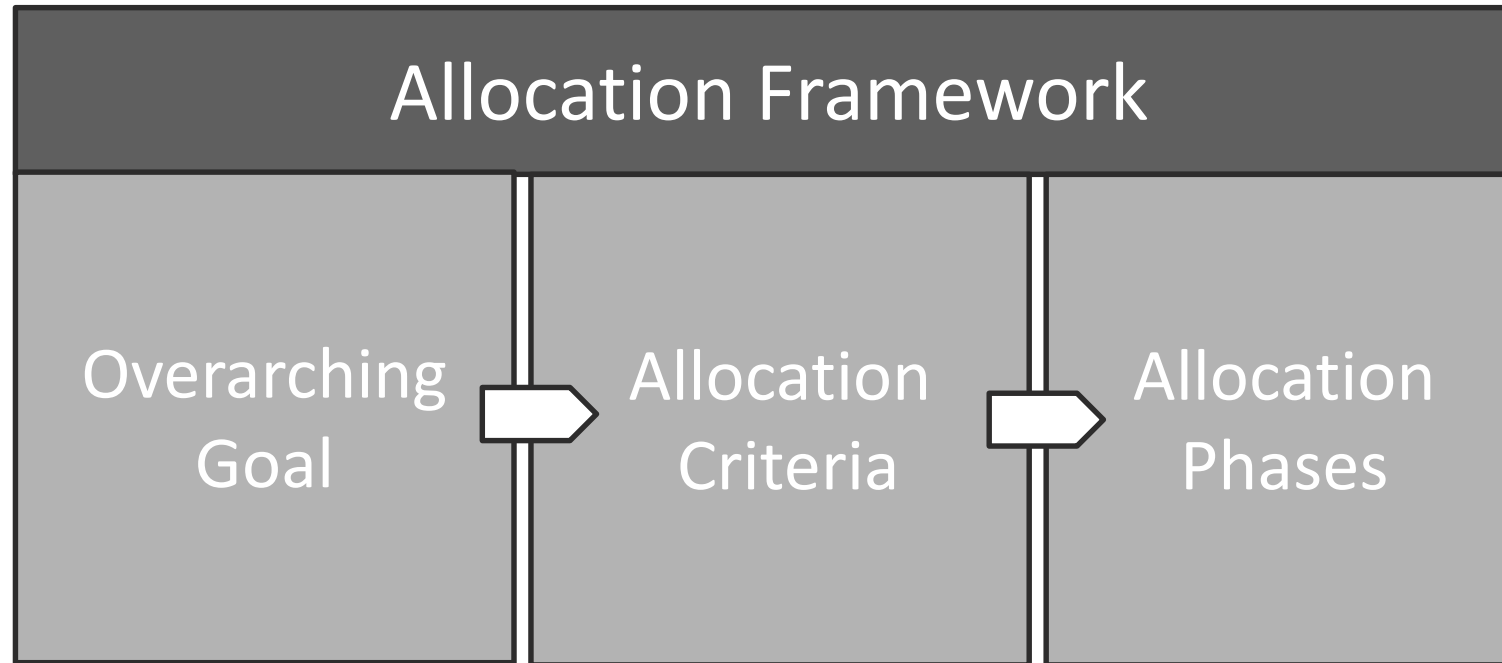 Allocation Framework
Overarching
Goal
Allocation
Criteria
Allocation
Phases